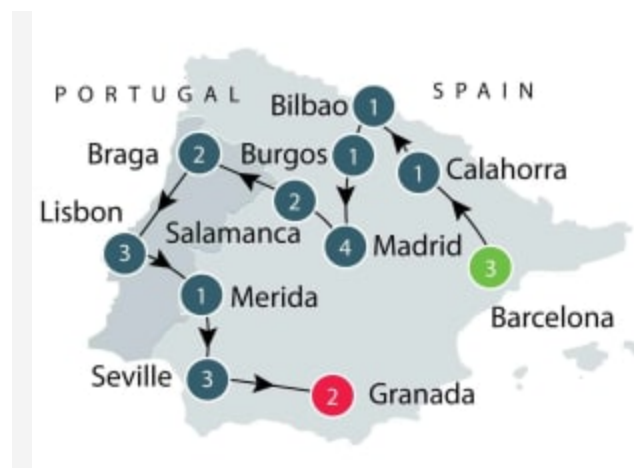 PORTUGAL
SPAIN
Bilbao 1
Braga 2
Burgos 1
1 Calahorra
2
Lisbon
Salamanca
3
4 Madrid
3
1 Merida
Barcelona
Seville 3
2 Granada